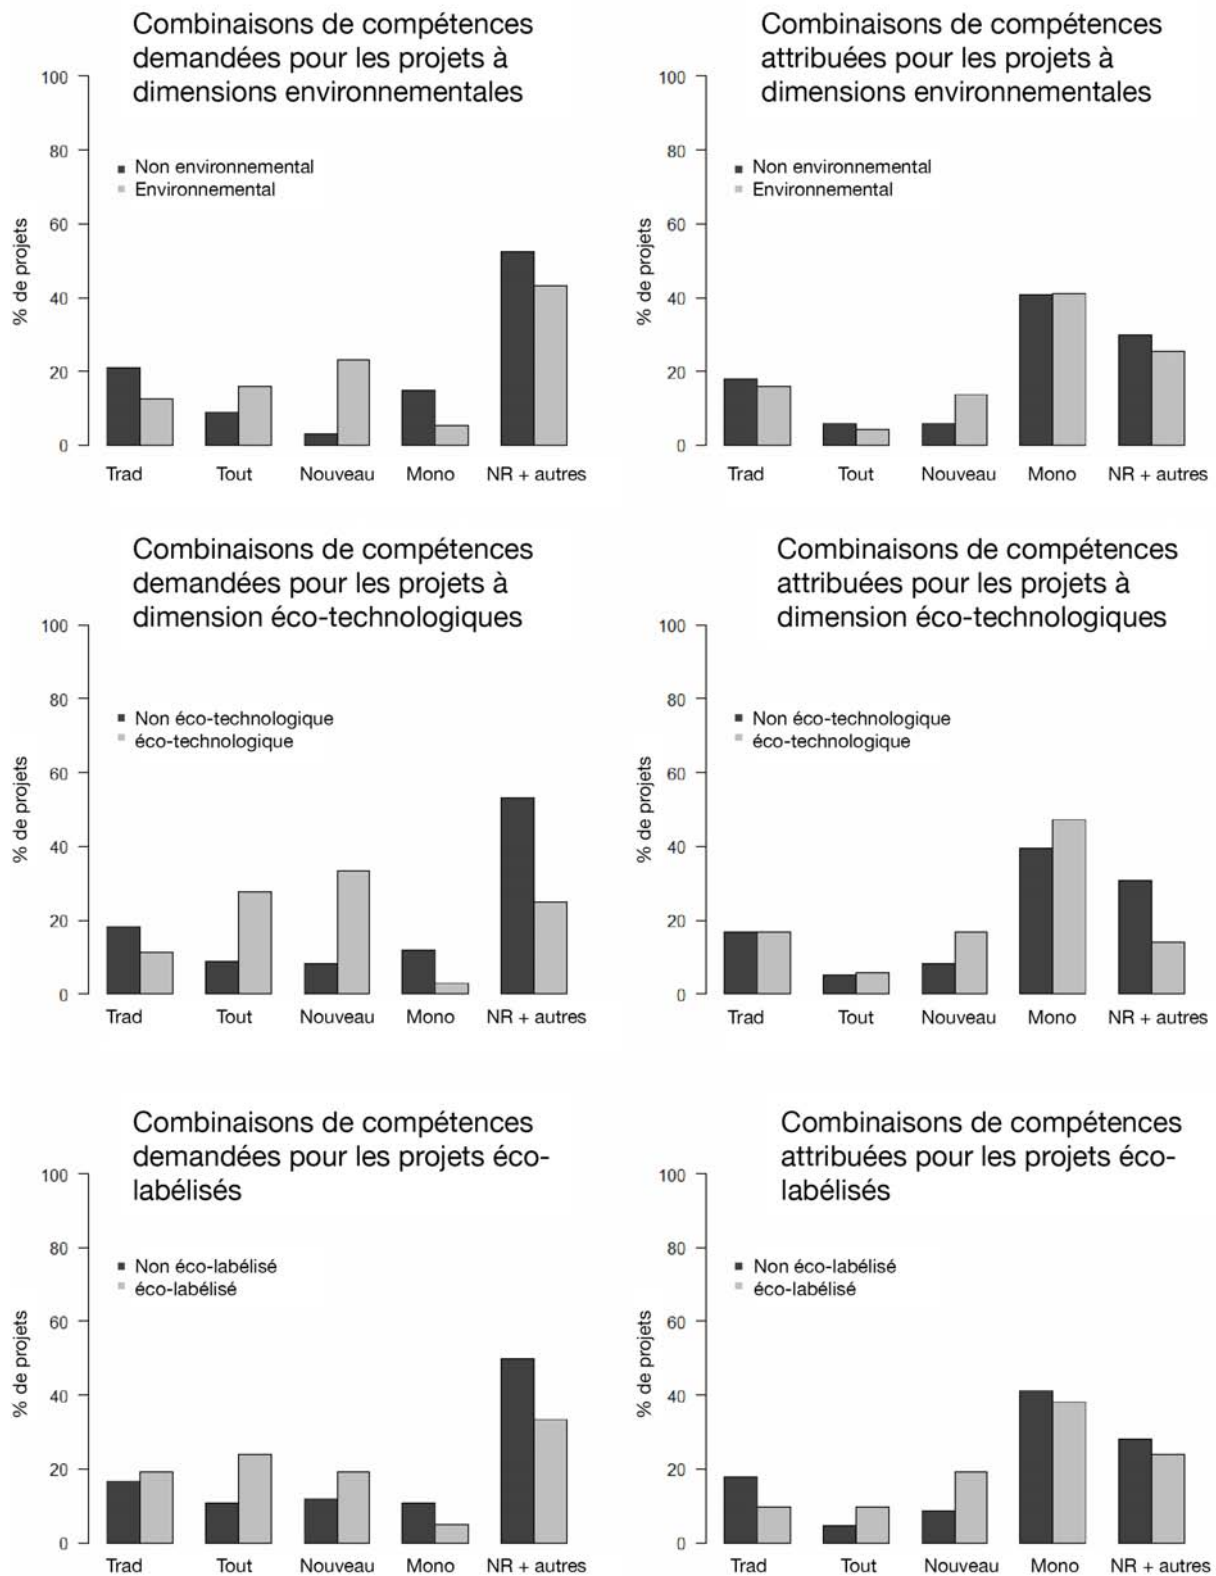 Combinaisons de compétences
demandées pour les projets à
dimensions environnementales
100
80
60
40
20
0
% de projets
Non environnemental
Environnemental
Trad Tout Nouveau Mono NR + autres
Combinaisons de compétences
attribuées pour les projets à
dimensions environnementales
100
80
60
40
20
0
% de projets
Non environnemental
Environnemental
Trad Tout Nouveau Mono NR + autres
Combinaisons de compétences
demandées pour les projets à
dimension éco-technologiques
100
80
60
40
20
0
% de projets
Non éco-technologique
éco-technologique
Trad Tout Nouveau Mono NR + autres
Combinaisons de compétences
attribuées pour les projets à
dimension éco-technologiques
100
80
60
40
20
0
% de projets
Non éco-technologique
éco-technologique
Trad Tout Nouveau Mono NR + autres
Combinaisons de compétences
demandées pour les projets éco-
labélisés
100
80
60
40
20
0
% de projets
Non éco-labélisé
éco-labélisé
Trad Tout Nouveau Mono NR + autres
Combinaisons de compétences
attribuées pour les projets éco-
labélisés
100
80
60
40
20
0
% de projets
Non éco-labélisé
éco-labélisé
Trad Tout Nouveau Mono NR + autres